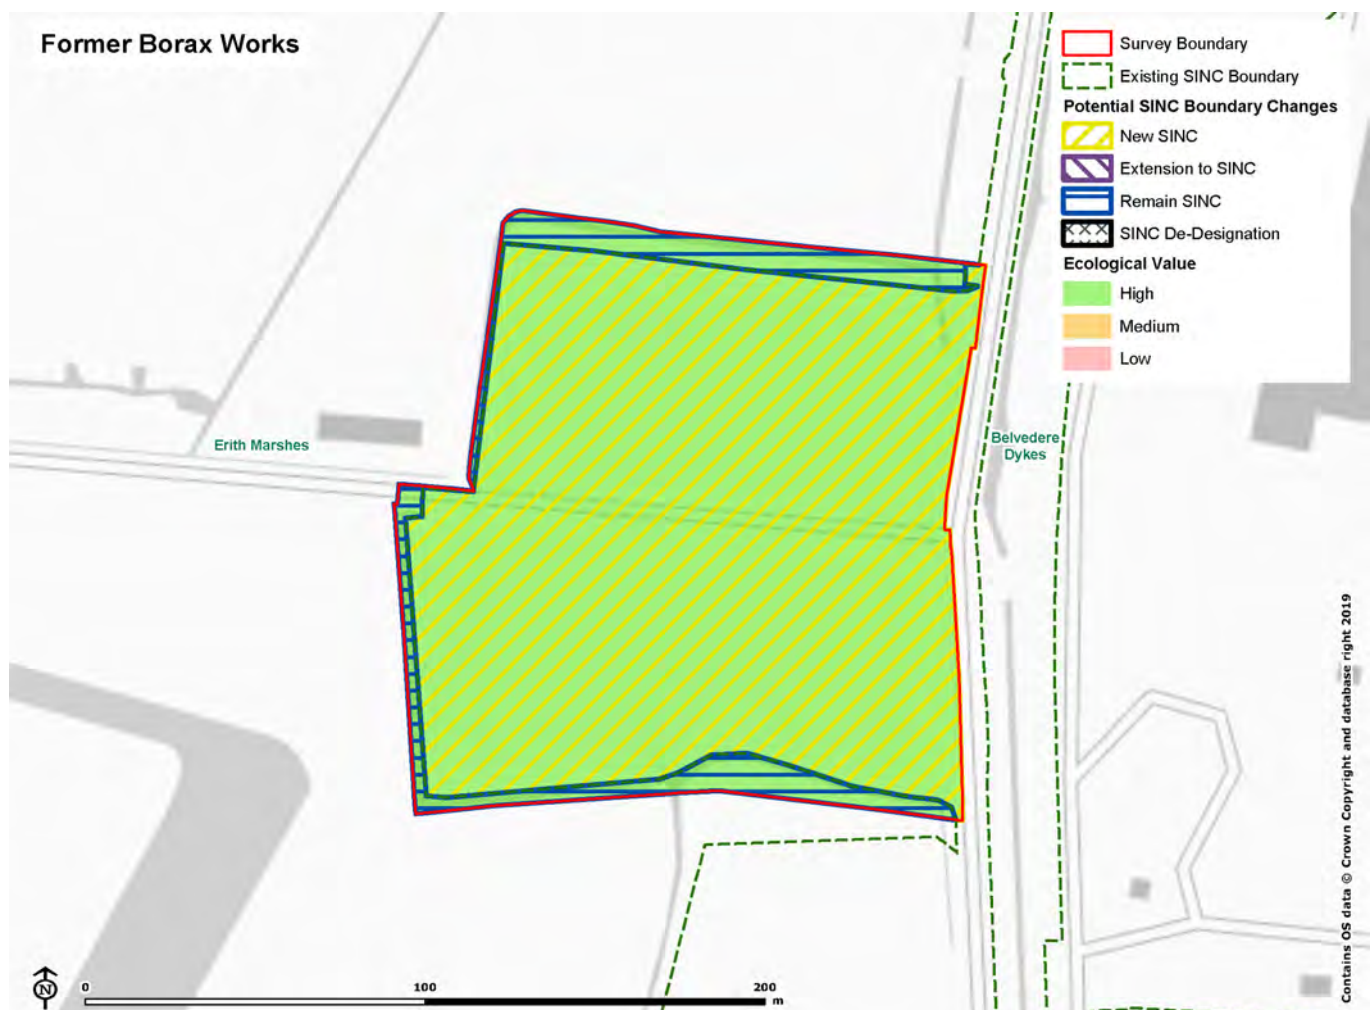 Former Borax Works
Survey Boundary
Existing SINC Boundary
Potential SINC Boundary Changes
New SINC
Extension to SINC
Remain SINC
SINC De-Designation
Ecological Value
High
Medium
Low
Erith Marshes
Belvedere
Dykes
N
0
100
200
m
Contains OS data © Crown Copyright and database right 2019